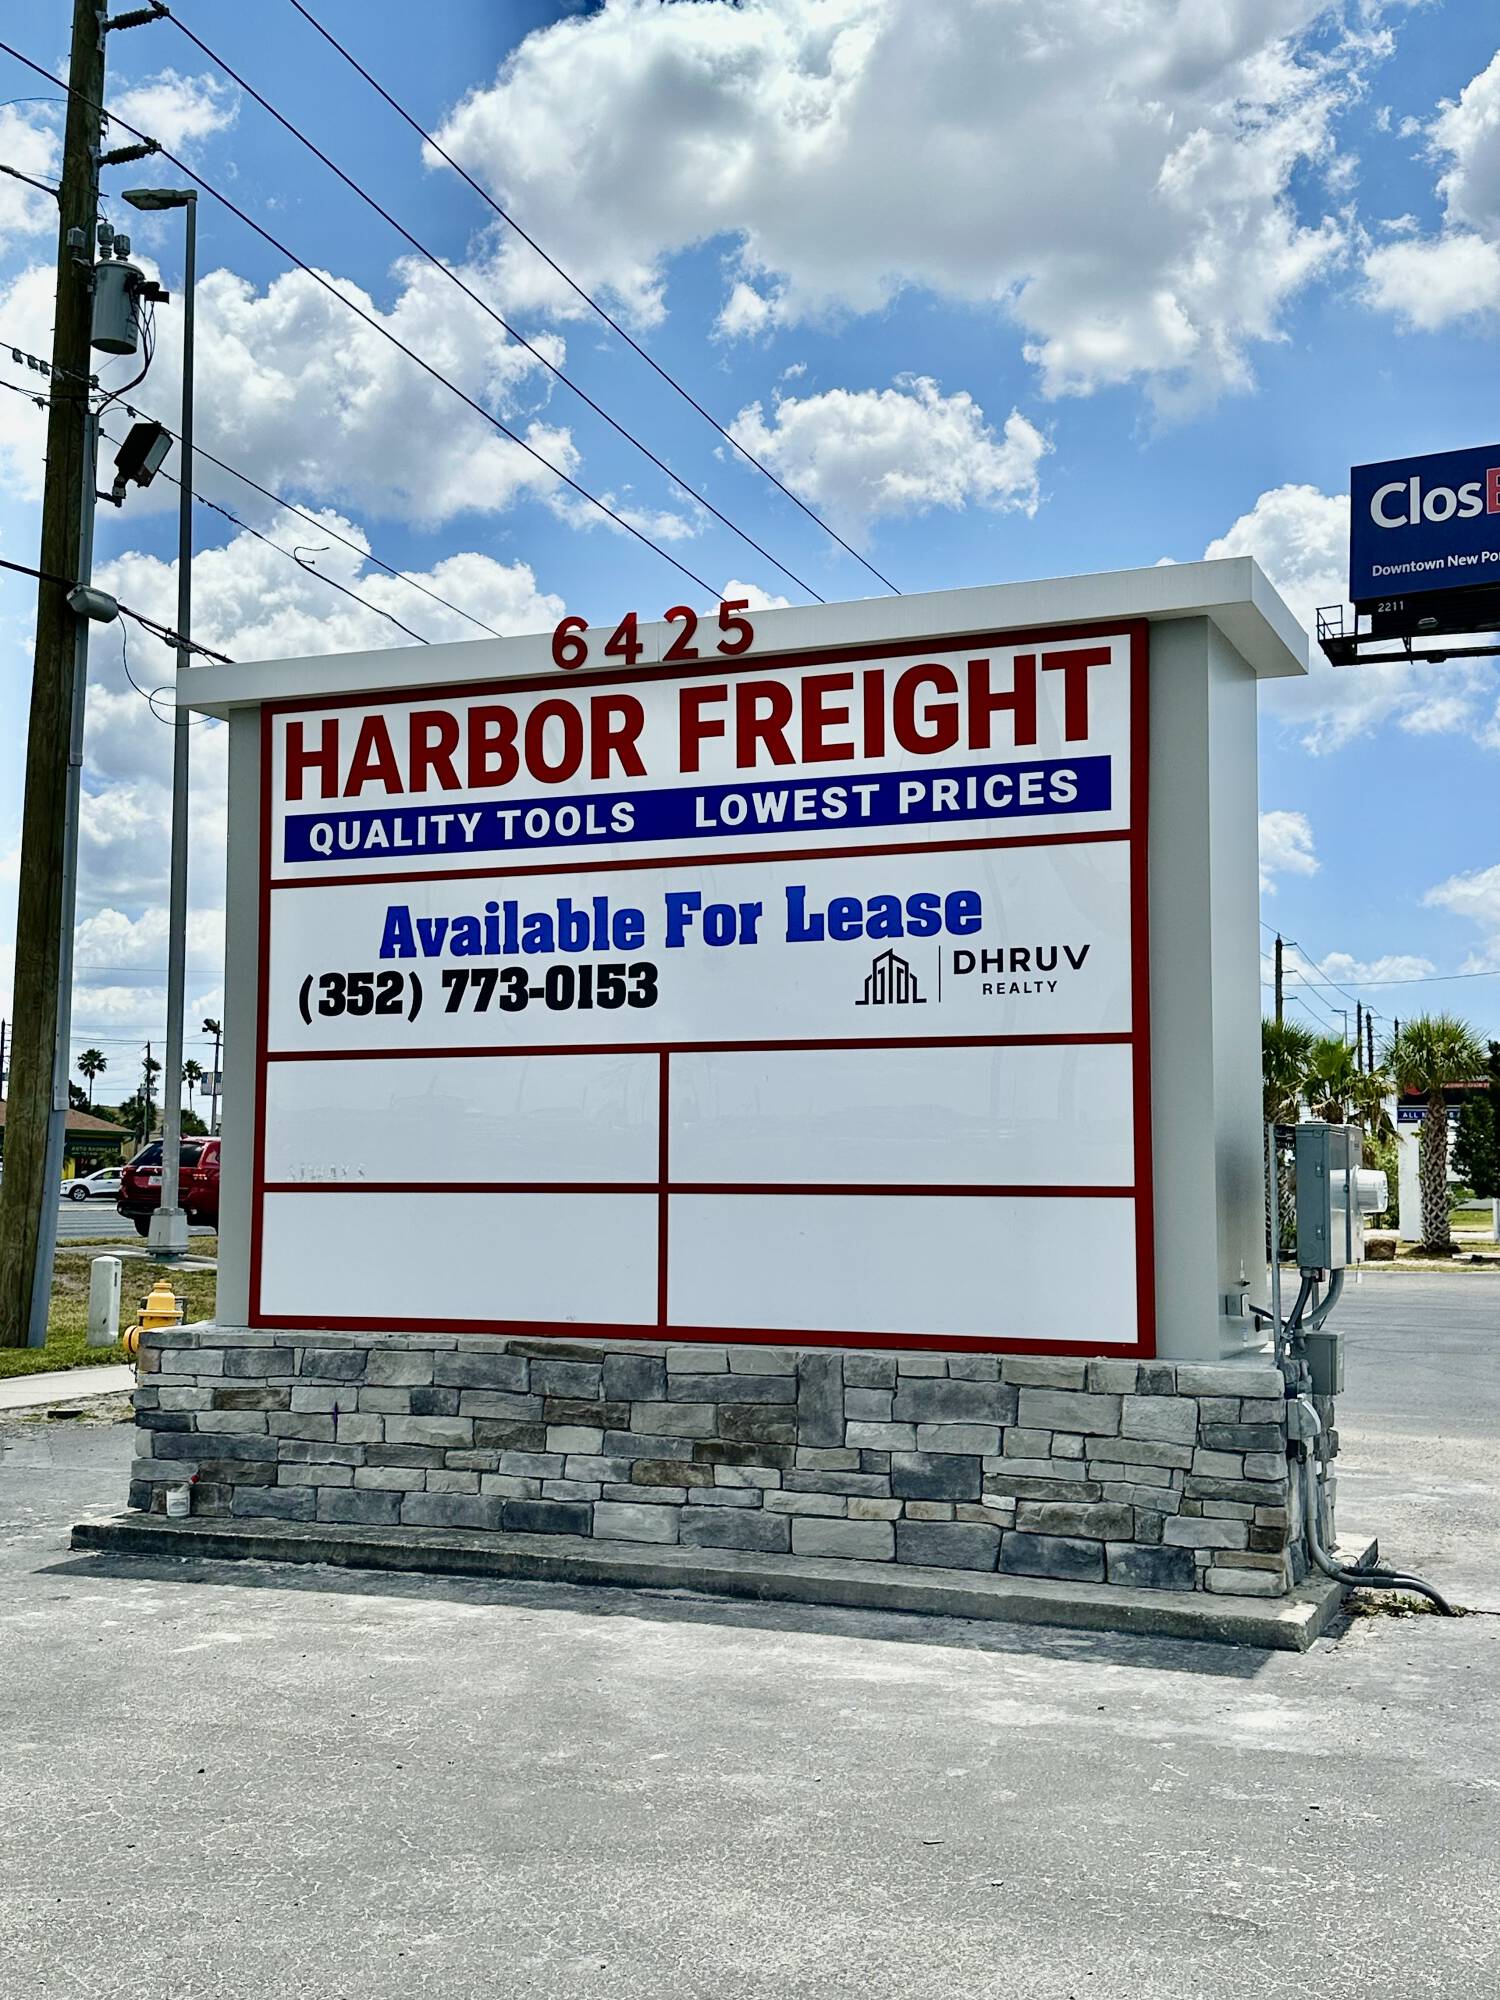 6425
HARBOR FREIGHT
QUALITY TOOLS LOWEST PRICES
Available For Lease
(352) 773-0153
DHRUV
REALTY
Clos
Downtown New Po
2211